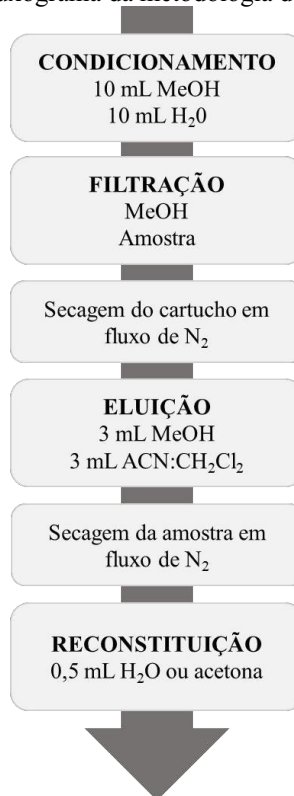 da metodologia
CONDICIONAMENTO
10 mL MeOH
10 mL H₂0
FILTRAÇÃO
MeOH
Amostra
Secagem do cartucho em
fluxo de N₂
ELUIÇÃO
3 mL MeOH
3 mL ACN:CH₂Cl₂
Secagem da amostra em
fluxo de N₂
RECONSTITUIÇÃO
0,5 mL H₂O ou acetona